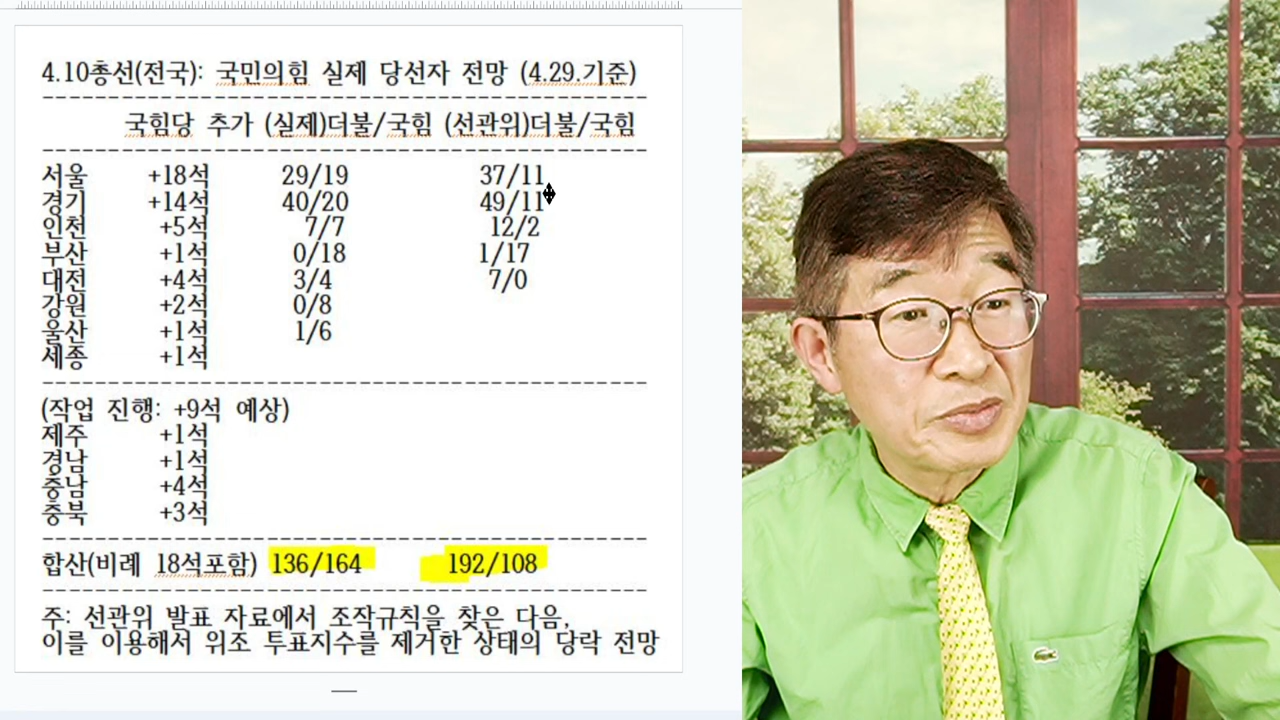 4.10총선(전국): 국민의힘 실제 당선자 전망 (4.29.기준)
국힘당 추가 (실제)더불/국힘 (선관위)더불/국힘
서울 +18석 29/19 37/11
경기 +14석 40/20 49/11
인천 +5석 7/7 12/2
부산 +1석 0/18 1/17
대전 +4석 3/4 7/0
강원 +2석 0/8
울산 +1석 1/6
세종 +1석
(작업 진행: +9석 예상)
제주 +1석
경남 +1석
충남 +4석
충북 +3석
합산(비례 18석포함) 136/164 192/108
주: 선관위 발표 자료에서 조작규칙을 찾은 다음,
이를 이용해서 위조 투표지수를 제거한 상태의 당락 전망